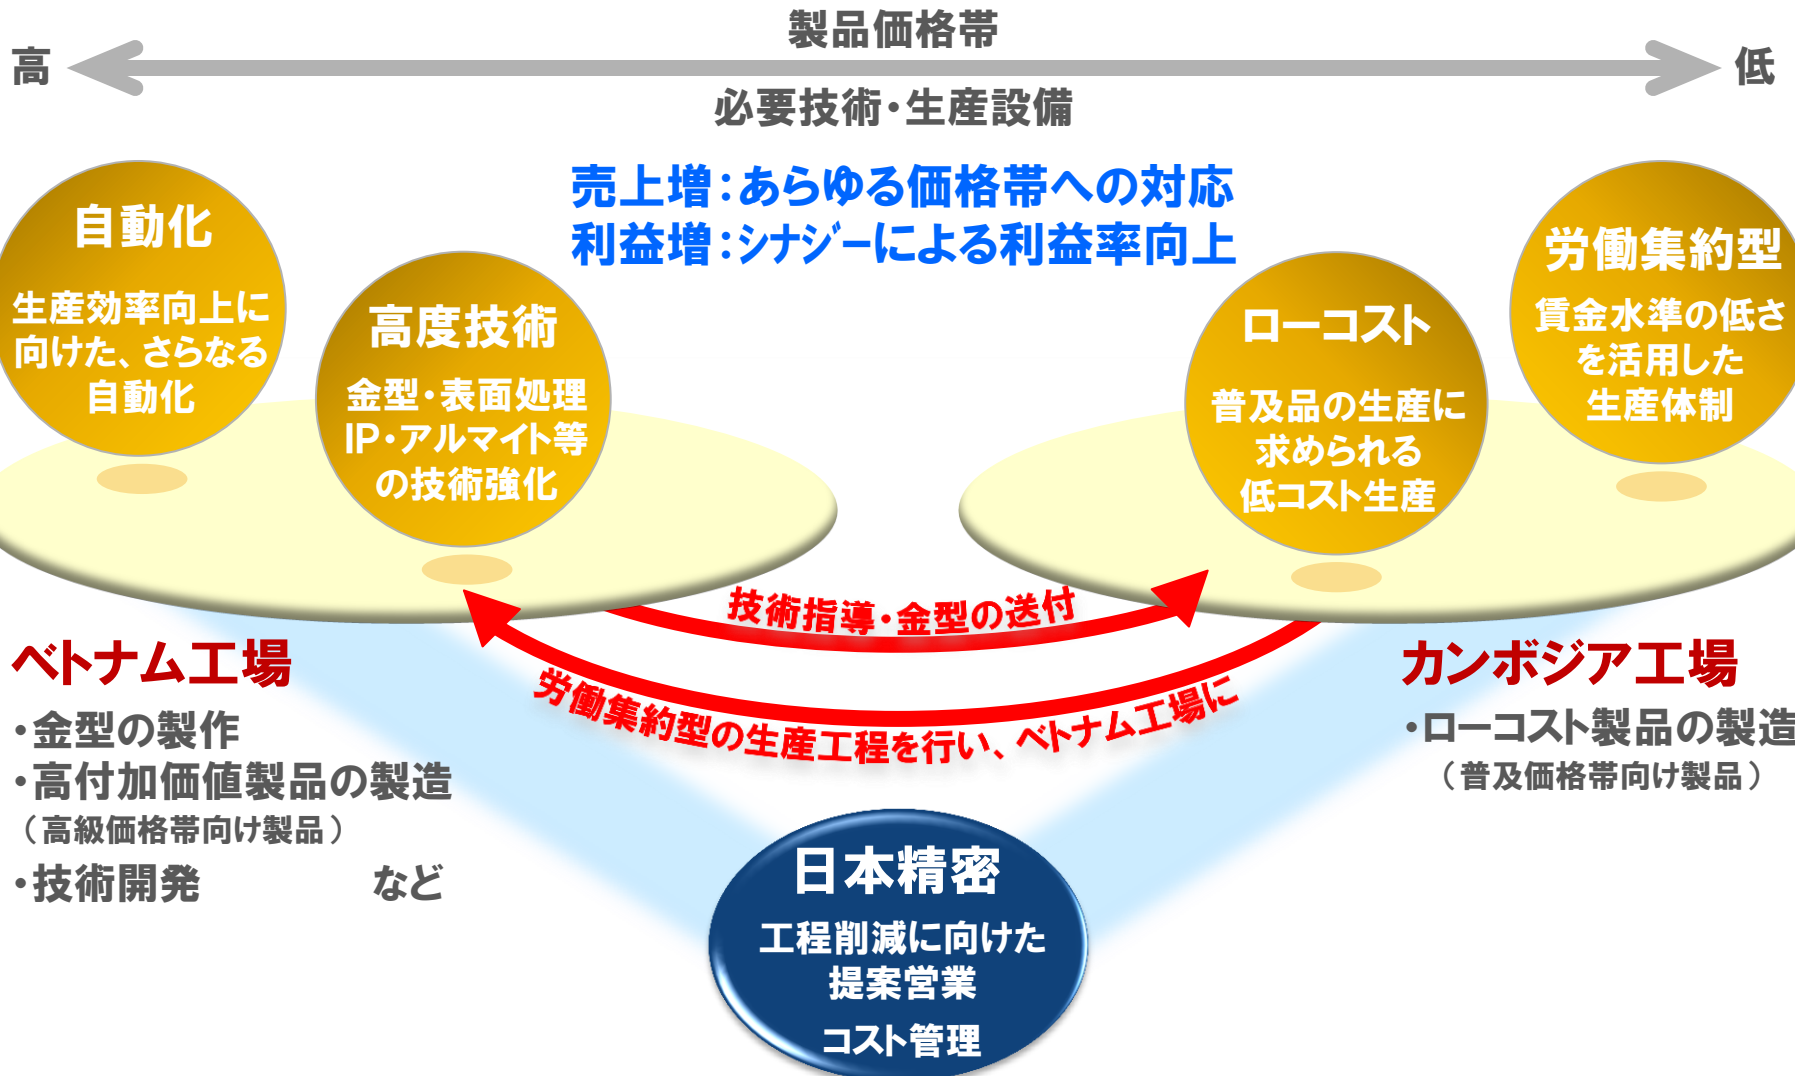 製品価格帯
高
低
必要技術・生産設備
売上増：あらゆる価格帯への対応
利益増：シナジーによる利益率向上
自動化
生産効率向上に
向けた、さらなる
自動化
高度技術
金型・表面処理
IP・アルマイト等
の技術強化
ローコスト
普及品の生産に
求められる
低コスト生産
労働集約型
賃金水準の低さ
を活用した
生産体制
技術指導・金型の送付
労働集約型の生産工程を行い、ベトナム工場に
ベトナム工場
・金型の製作
・高付加価値製品の製造
（高級価格帯向け製品）
・技術開発　など
カンボジア工場
・ローコスト製品の製造
（普及価格帯向け製品）
日本精密
工程削減に向けた
提案営業
コスト管理